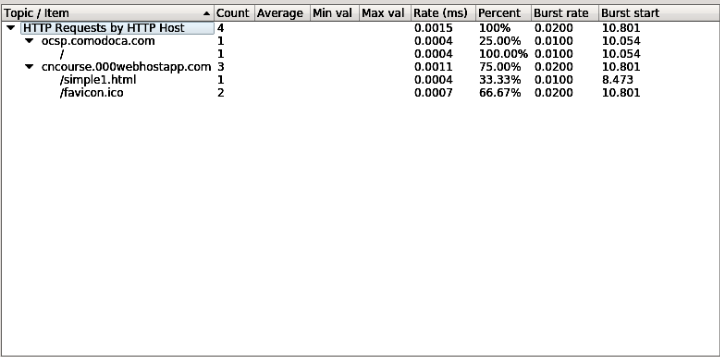 Topic / Item Count Average Min val Max val Rate (ms) Percent Burst rate Burst start
HTTP Requests by HTTP Host 4 0.0015 100% 0.0200 10.801
ocsp.comodoca.com 1 0.0004 25.00% 0.0100 10.054
/ 1 0.0004 100.00% 0.0100 10.054
cncourse.000webhostapp.com 3 0.0011 75.00% 0.0200 10.801
/simple1.html 1 0.0004 33.33% 0.0100 8.473
/favicon.ico 2 0.0007 66.67% 0.0200 10.801